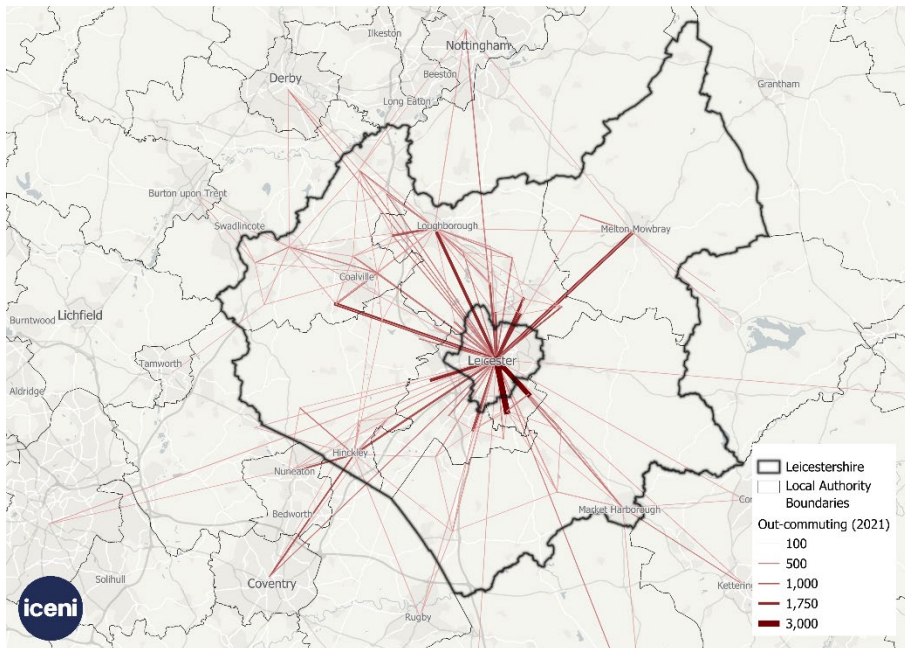 Ilkeston
Nottingham
Grantham
Derby
Beeston
Long Eaton
Burton upon Trent
Swadlincote
Loughborough
Melton Mowbray
Coalville
Burntwood
Lichfield
Tamworth
Leicester
Aldridge
Hinckley
Nuneaton
Bedworth
Market Harborough
Cor
Solihull
Coventry
Kettering
Rugby
Leicestershire
Local Authority
Boundaries
Out-commuting (2021)
100
500
1,000
1,750
3,000
iceni